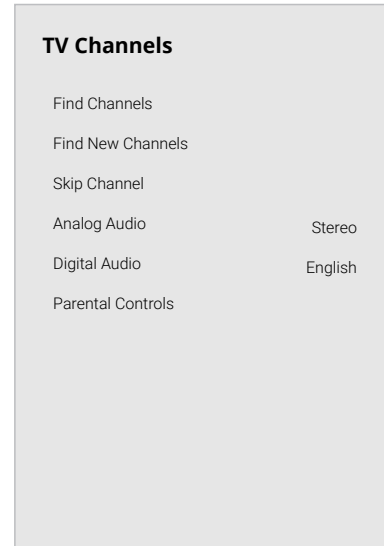 TV Channels
Find Channels
Find New Channels
Skip Channel
Analog Audio Stereo
Digital Audio English
Parental Controls